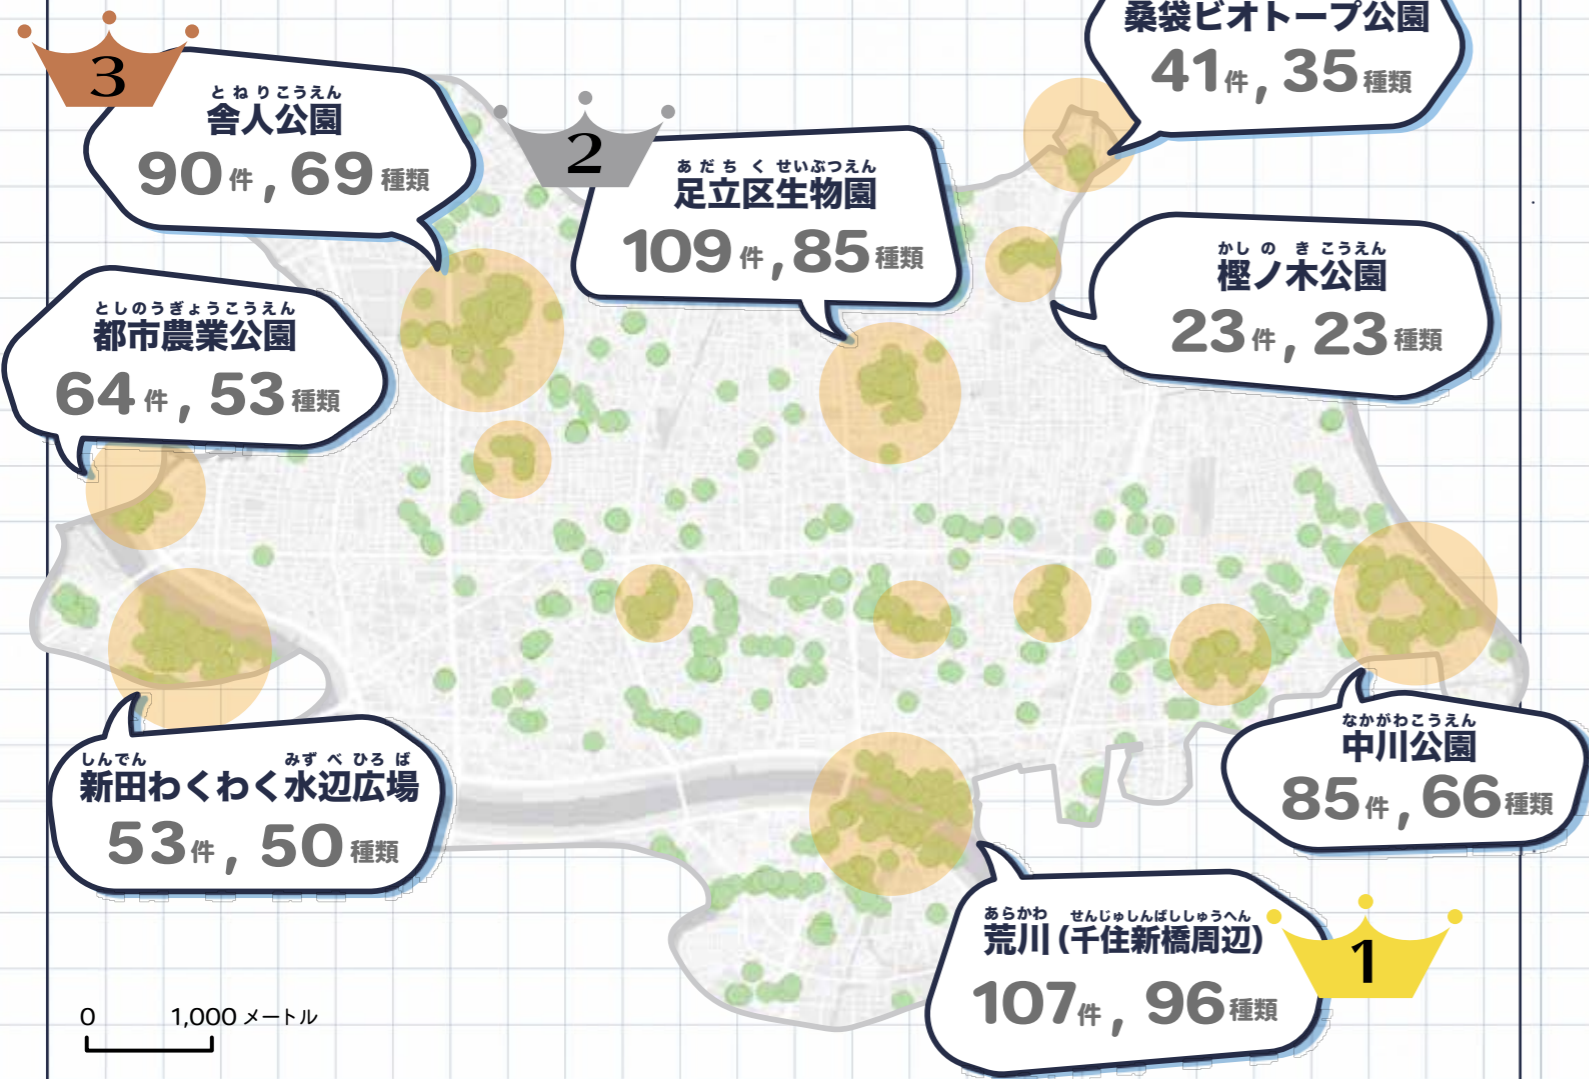 桑袋ビオトープ公園
41件, 35種類
3
とねりこうえん
舎人公園
90件, 69種類
2
あだちくせいぶつえん
足立区生物園
109件, 85種類
かしのきこうえん
樫ノ木公園
23件, 23種類
としのうぎょうこうえん
都市農業公園
64件, 53種類
しんでん みずべひろば
新田わくわく水辺広場
53件, 50種類
なかがわこうえん
中川公園
85件, 66種類
あらかわ せんじゅしんばししゅうへん
荒川(千住新橋周辺)
107件, 96種類
1
0 1,000メートル